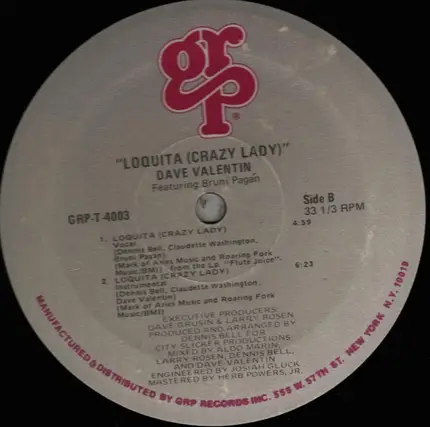 grp®
"LOQUITA (CRAZY LADY)"
DAVE VALENTIN
Featuring Bruni Pagán
GRP-T-4003
Side B
33 1/3 RPM
1. LOQUITA (CRAZY LADY) 4:59
Vocal
(Dennis Bell, Claudette Washington,
Bruni Pagan)
(Mark of Aries Music and Roaring Fork
Music/BMI) from the Lp "Flute Juice".
2. LOQUITA (CRAZY LADY) 6:23
Instrumental
(Dennis Bell, Claudette Washington,
Dave Valentin)
(Mark of Aries Music and Roaring Fork
Music/BMI)
EXECUTIVE PRODUCERS:
DAVE GRUSIN & LARRY ROSEN
PRODUCED AND ARRANGED BY
DENNIS BELL FOR
CITY SLICKER PRODUCTIONS
MIXED BY ALDO MARIN,
LARRY ROSEN, DENNIS BELL,
AND DAVE VALENTIN
ENGINEERED BY JOSIAH GLUCK
MASTERED BY HERB POWERS, JR.
MANUFACTURED & DISTRIBUTED BY GRP RECORDS INC. 555 W. 57TH ST. NEW YORK N.Y. 10019